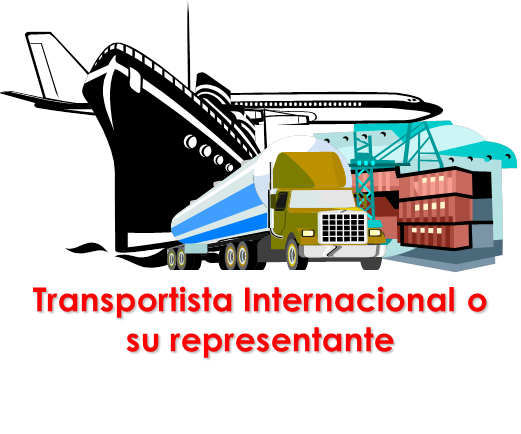 Transportista Internacional o
su representante